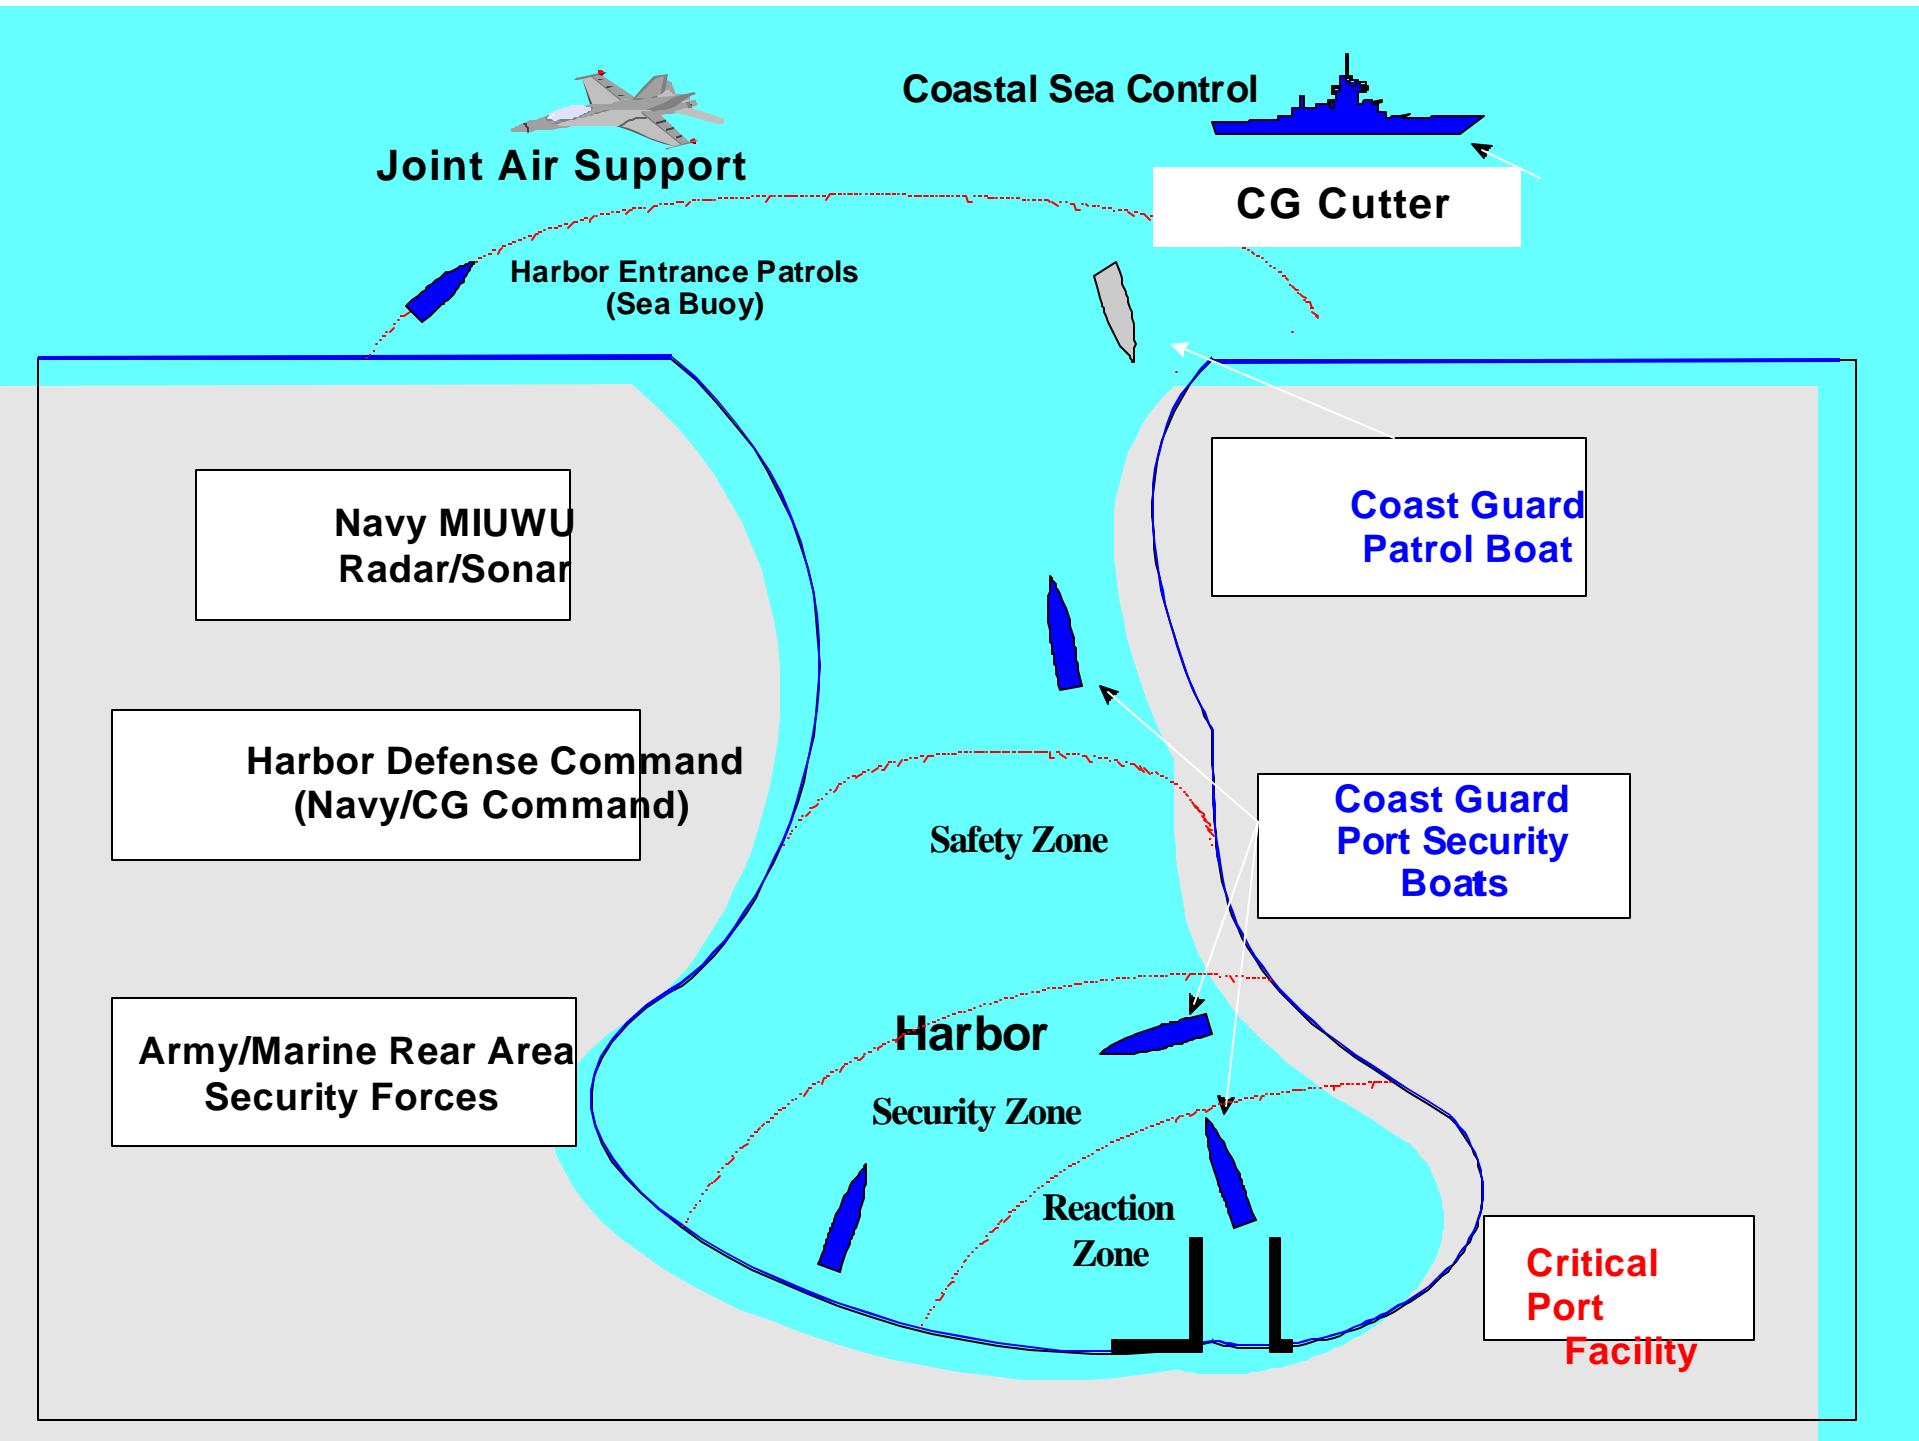 Coastal Sea Control
Joint Air Support
CG Cutter
Harbor Entrance Patrols
(Sea Buoy)
Navy MIUWU
Radar/Sonar
Coast Guard
Patrol Boat
Harbor Defense Command
(Navy/CG Command)
Coast Guard
Port Security
Boats
Safety Zone
Army/Marine Rear Area
Security Forces
Harbor
Security Zone
Reaction
Zone
Critical
Port
Facility